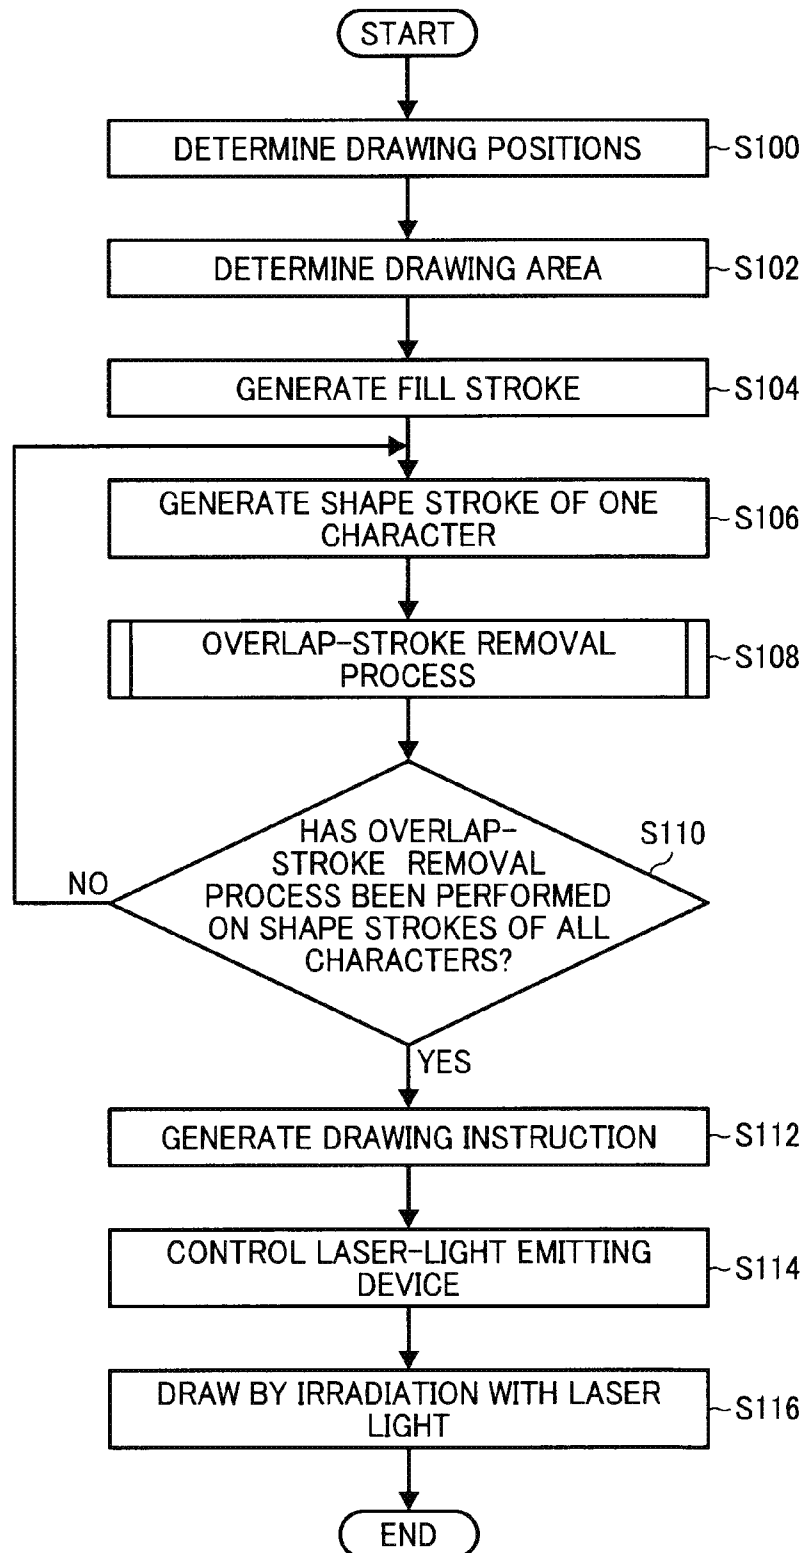 START
DETERMINE DRAWING POSITIONS
S100
DETERMINE DRAWING AREA
S102
GENERATE FILL STROKE
S104
GENERATE SHAPE STROKE OF ONE
CHARACTER
S106
OVERLAP-STROKE REMOVAL
PROCESS
S108
HAS OVERLAP-
STROKE REMOVAL
PROCESS BEEN PERFORMED
ON SHAPE STROKES OF ALL
CHARACTERS?
S110
NO
YES
GENERATE DRAWING INSTRUCTION
S112
CONTROL LASER-LIGHT EMITTING
DEVICE
S114
DRAW BY IRRADIATION WITH LASER
LIGHT
S116
END